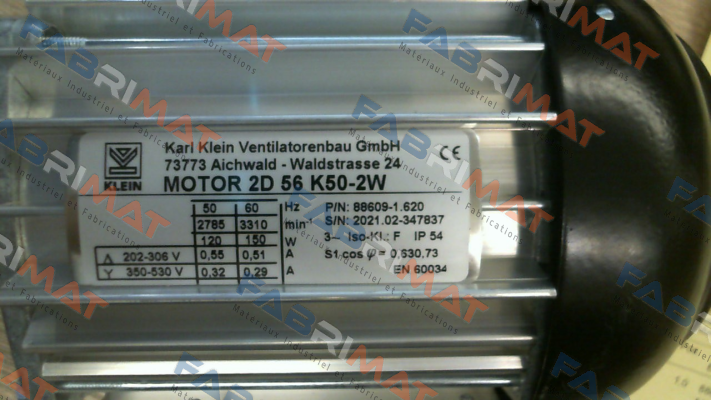 Karl Klein Ventilatorenbau GmbH
73773 Aichwald - Waldstrasse 24
KLEIN
MOTOR 2D 56 K50-2W
CE
50 60 Hz
2785 3310 min
120 150 W
Δ 202-306 V 0,55 0,51 A
Y 350-530 V 0,32 0,29 A
P/N: 88609-1.620
S/N: 2021.02-347837
3~ Iso-Kl.: F IP 54
S1 cos φ = 0,630,73
EN 60034
FABRIMAT
Materiaux Industriel et Fabrications